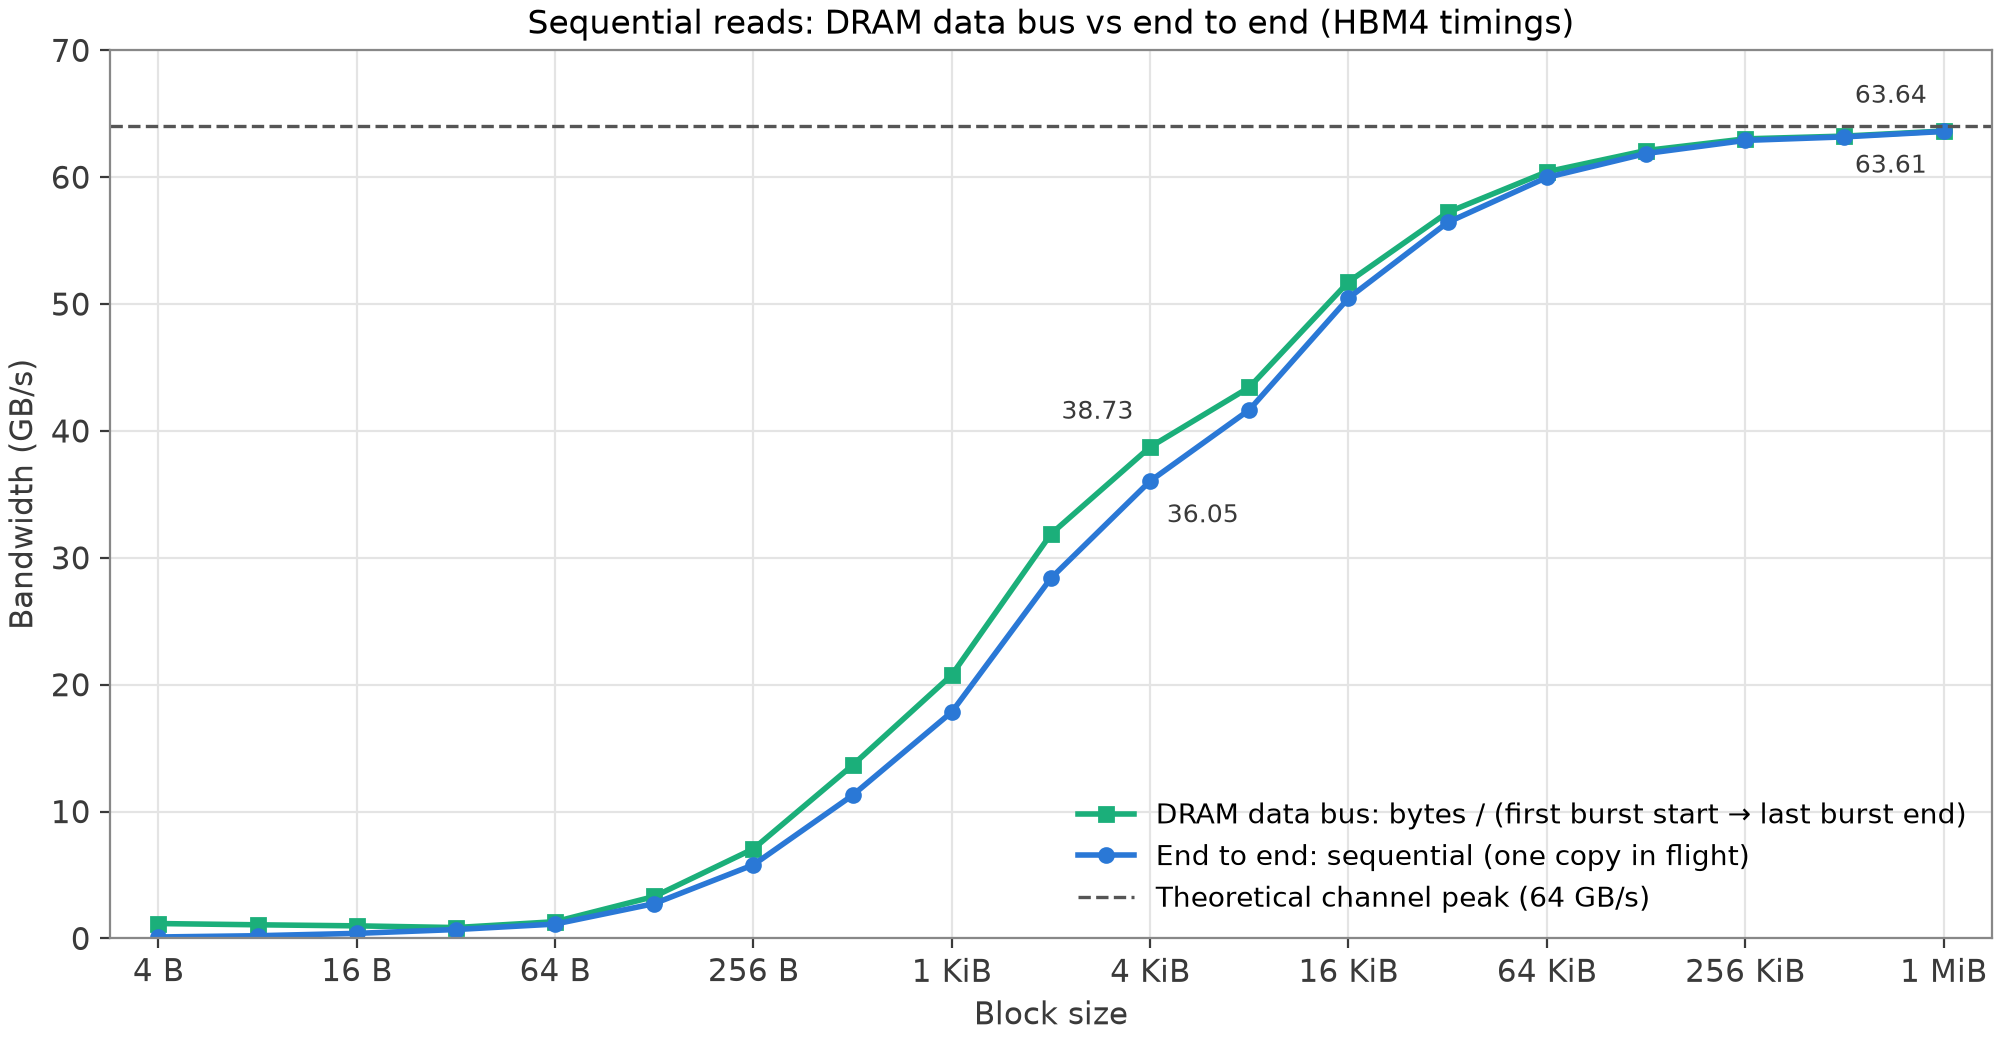 Sequential reads: DRAM data bus vs end to end (HBM4 timings)
70
60
50
40
30
20
10
0
Bandwidth (GB/s)
63.64
63.61
38.73
36.05
DRAM data bus: bytes / (first burst start → last burst end)
End to end: sequential (one copy in flight)
Theoretical channel peak (64 GB/s)
4 B 16 B 64 B 256 B 1 KiB 4 KiB 16 KiB 64 KiB 256 KiB 1 MiB
Block size